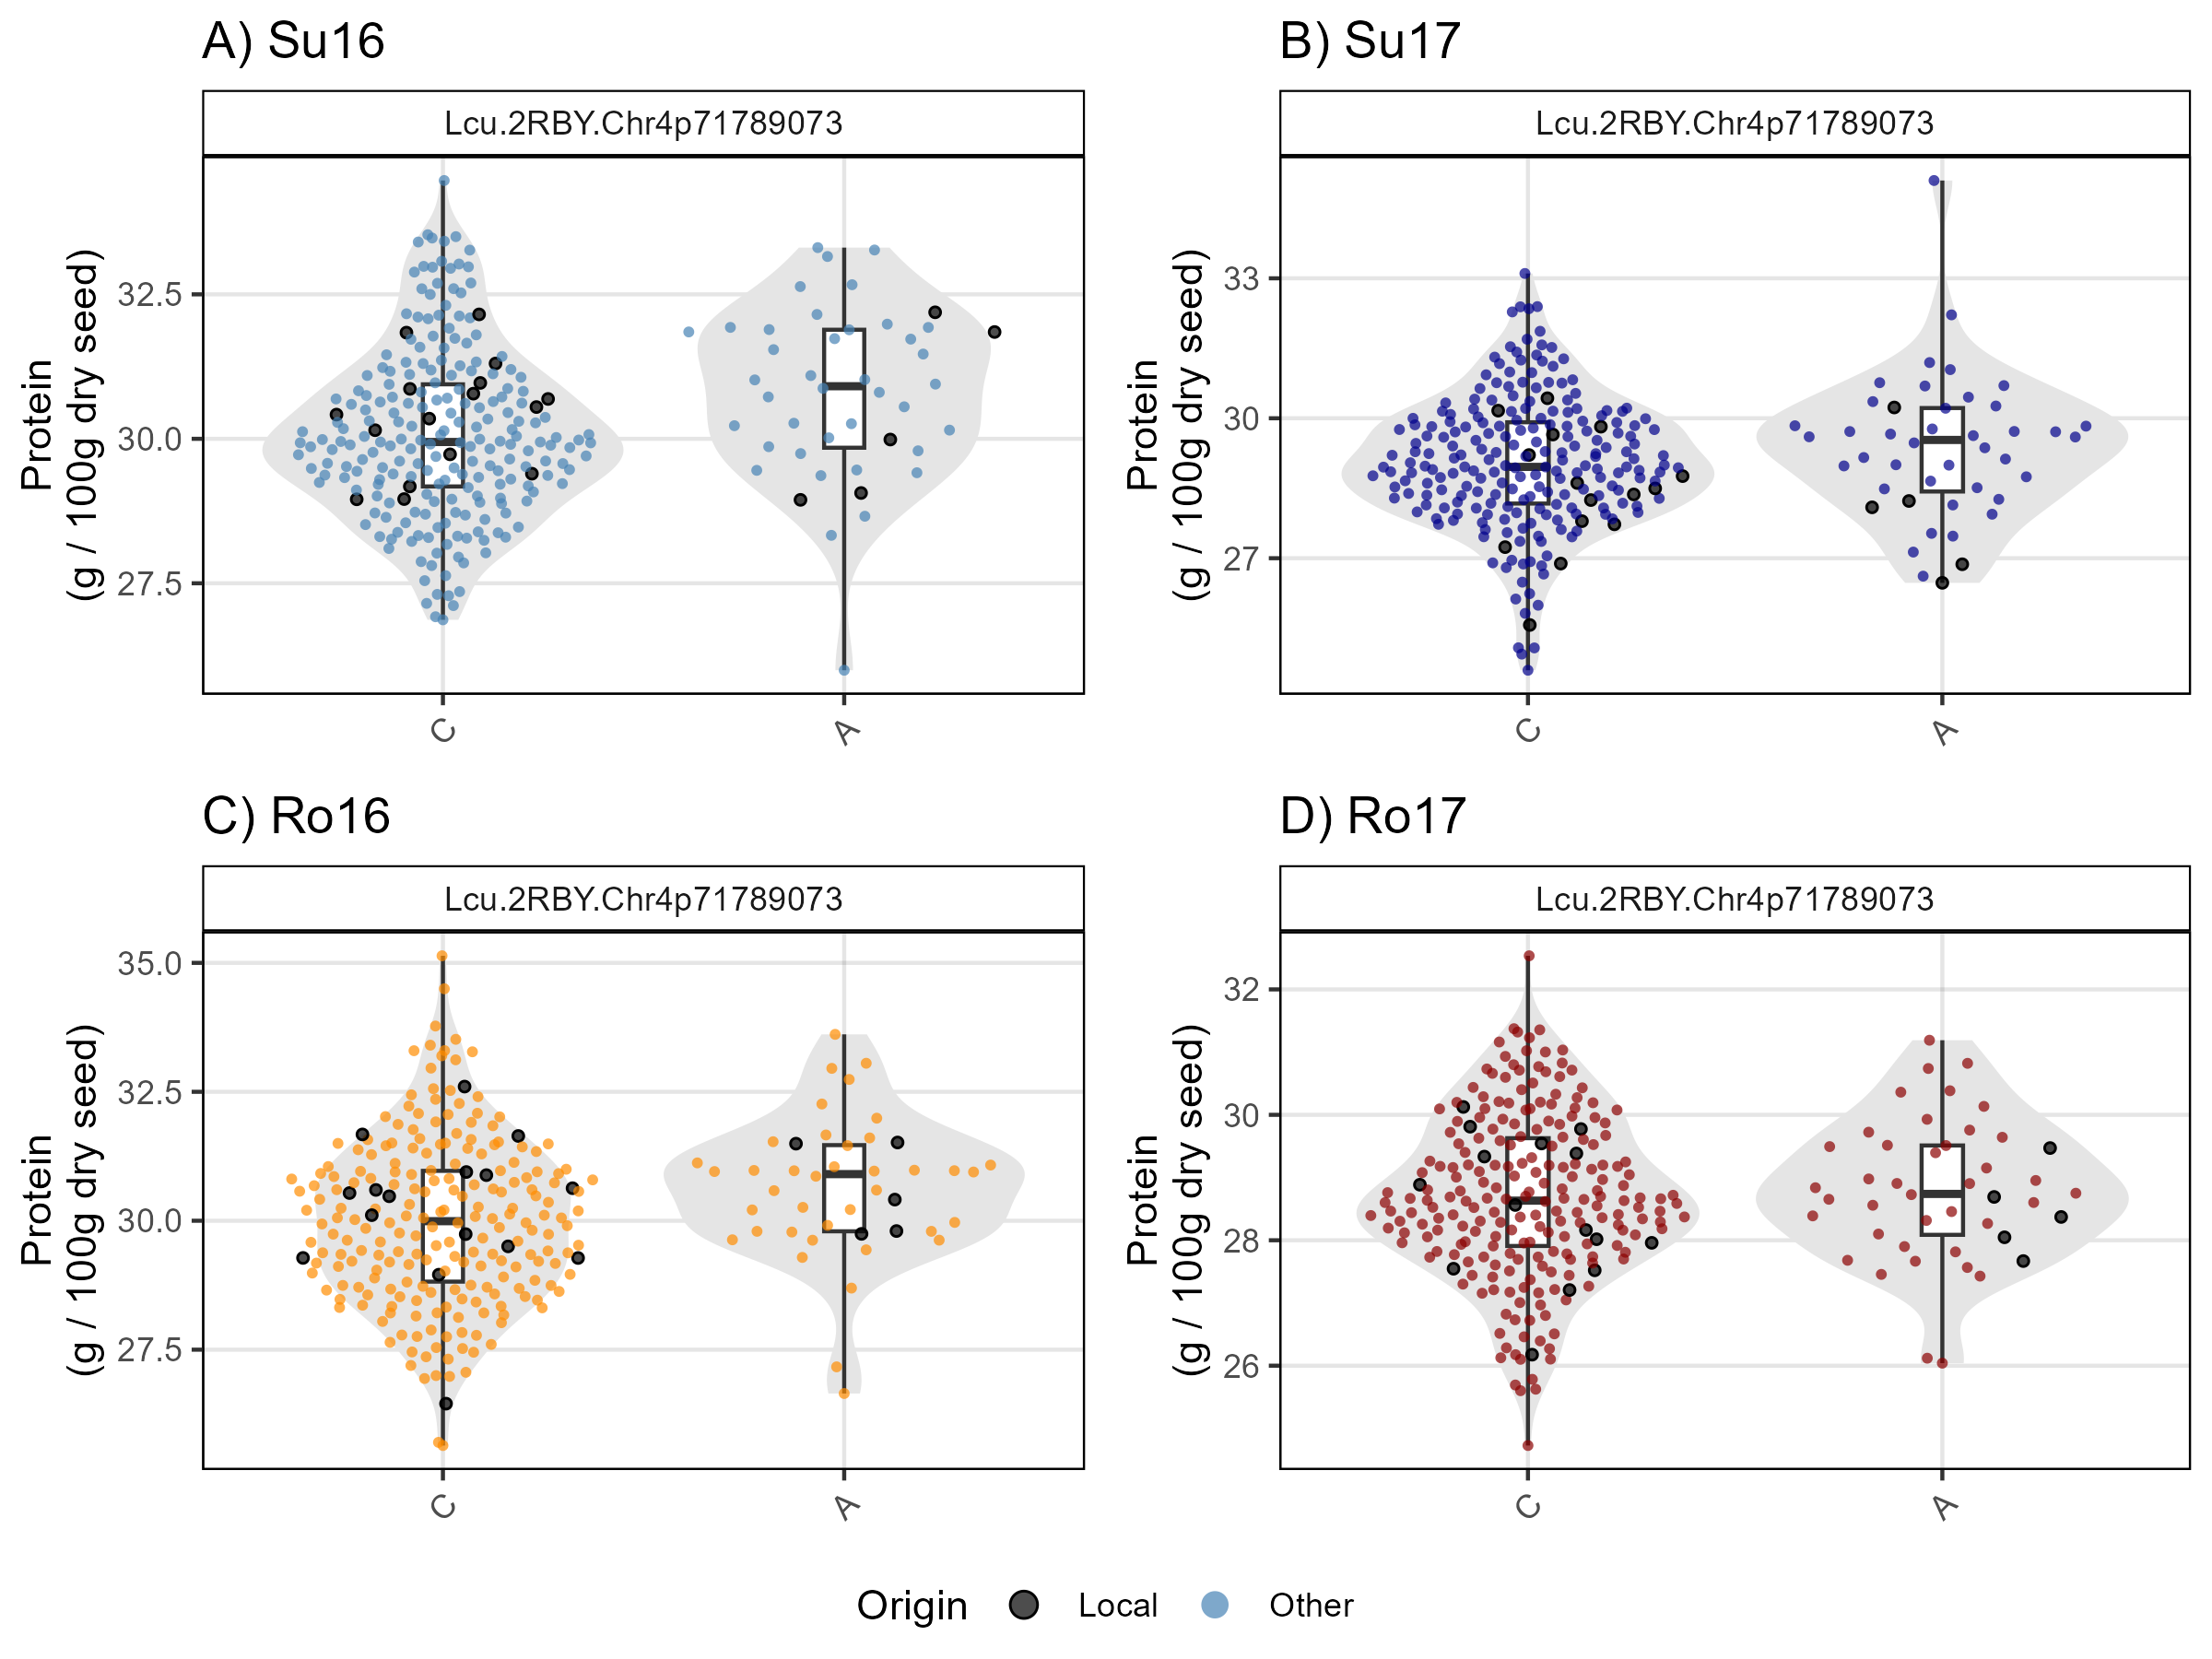 A) Su16
Lcu.2RBY.Chr4p71789073
Protein
(g / 100g dry seed)
32.5
30.0
27.5
C
A
B) Su17
Lcu.2RBY.Chr4p71789073
Protein
(g / 100g dry seed)
33
30
27
C
A
C) Ro16
Lcu.2RBY.Chr4p71789073
Protein
(g / 100g dry seed)
35.0
32.5
30.0
27.5
C
A
D) Ro17
Lcu.2RBY.Chr4p71789073
Protein
(g / 100g dry seed)
32
30
28
26
C
A
Origin Local Other